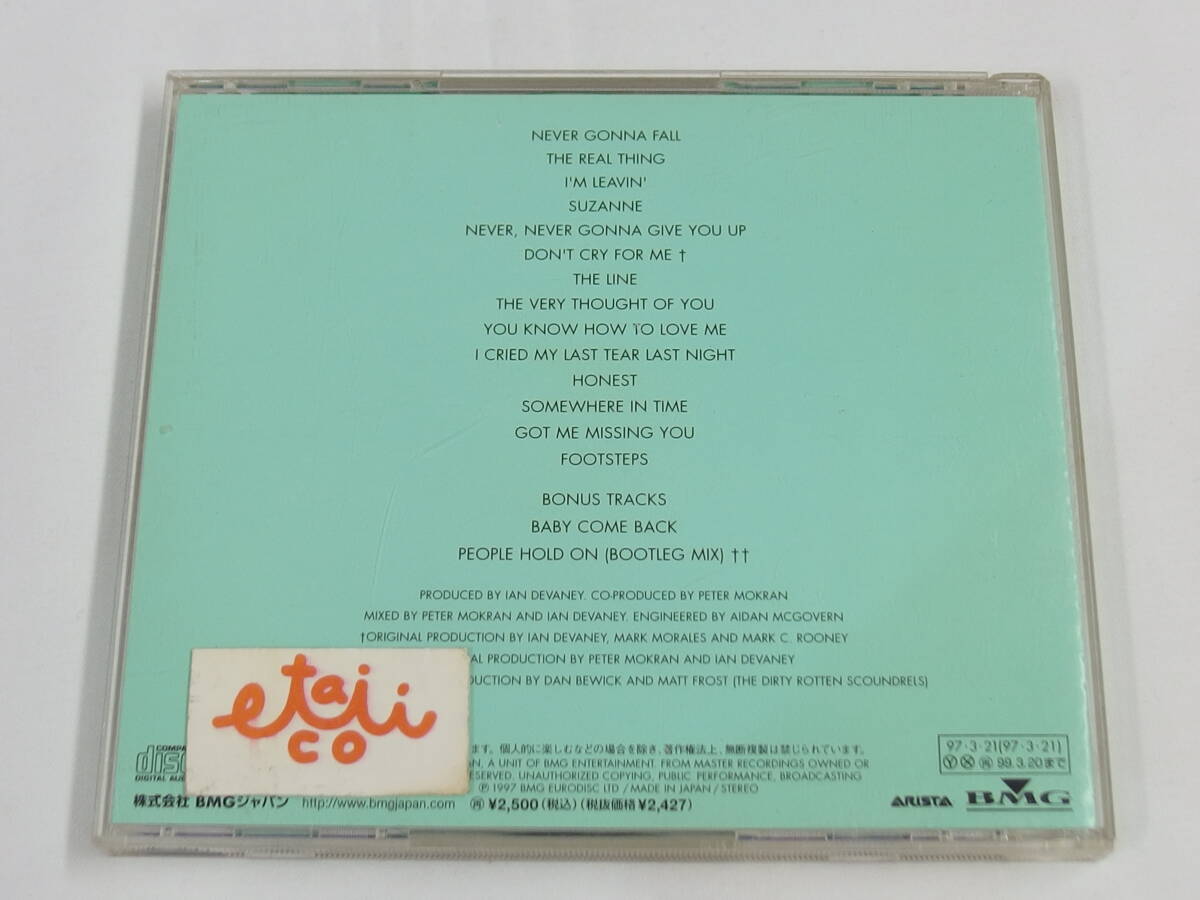 NEVER GONNA FALL
THE REAL THING
I'M LEAVIN'
SUZANNE
NEVER, NEVER GONNA GIVE YOU UP
DON'T CRY FOR ME †
THE LINE
THE VERY THOUGHT OF YOU
YOU KNOW HOW TO LOVE ME
I CRIED MY LAST TEAR LAST NIGHT
HONEST
SOMEWHERE IN TIME
GOT ME MISSING YOU
FOOTSTEPS
BONUS TRACKS
BABY COME BACK
PEOPLE HOLD ON (BOOTLEG MIX) ††
PRODUCED BY IAN DEVANEY. CO-PRODUCED BY PETER MOKRAN
MIXED BY PETER MOKRAN AND IAN DEVANEY. ENGINEERED BY AIDAN MCGOVERN
†ORIGINAL PRODUCTION BY IAN DEVANEY, MARK MORALES AND MARK C. ROONEY
PRODUCTION BY PETER MOKRAN AND IAN DEVANEY
BY DAN BEWICK AND MATT FROST (THE DIRTY ROTTEN SCOUNDRELS)
etaili
co
DIGITAL
ます。個人的に楽しむなどの場合を除き、著作権法上、無断複製は禁じられています。
A UNIT OF BMG ENTERTAINMENT. FROM MASTER RECORDINGS OWNED OR
UNAUTHORIZED COPYING, PUBLIC PERFORMANCE, BROADCASTING
Ⓟ 1997 BMG EURODISC LTD / MADE IN JAPAN / STEREO
97・3・21(97・3・21)
Ⓨ Ⓧ ㊞ 99.3.20まで
株式会社 BMGジャパン http://www.bmgjapan.com ㊞ ¥2,500(税込)(税抜価格¥2,427)
ARISTA BMG